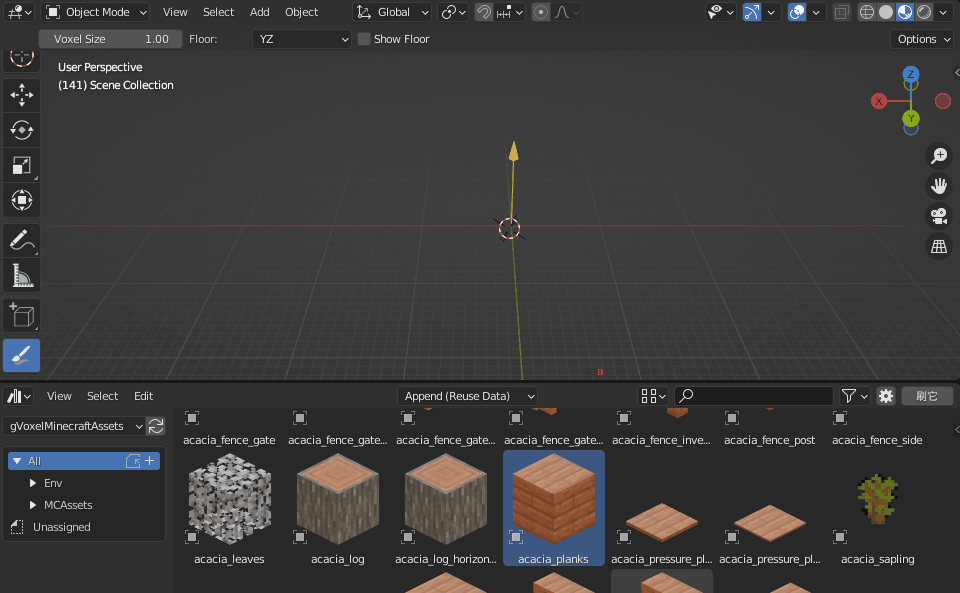 Object Mode View Select Add Object Global
Voxel Size 1.00 Floor: YZ Show Floor Options
User Perspective
(141) Scene Collection
Z
X
Y
View Select Edit Append (Reuse Data) 刷它
gVoxelMinecraftAssets
acacia_fence_gate acacia_fence_gate... acacia_fence_gate... acacia_fence_gate... acacia_fence_inve... acacia_fence_post acacia_fence_side
All
Env
MCAssets
Unassigned
acacia_leaves acacia_log acacia_log_horizon... acacia_planks acacia_pressure_pl... acacia_pressure_pl... acacia_sapling